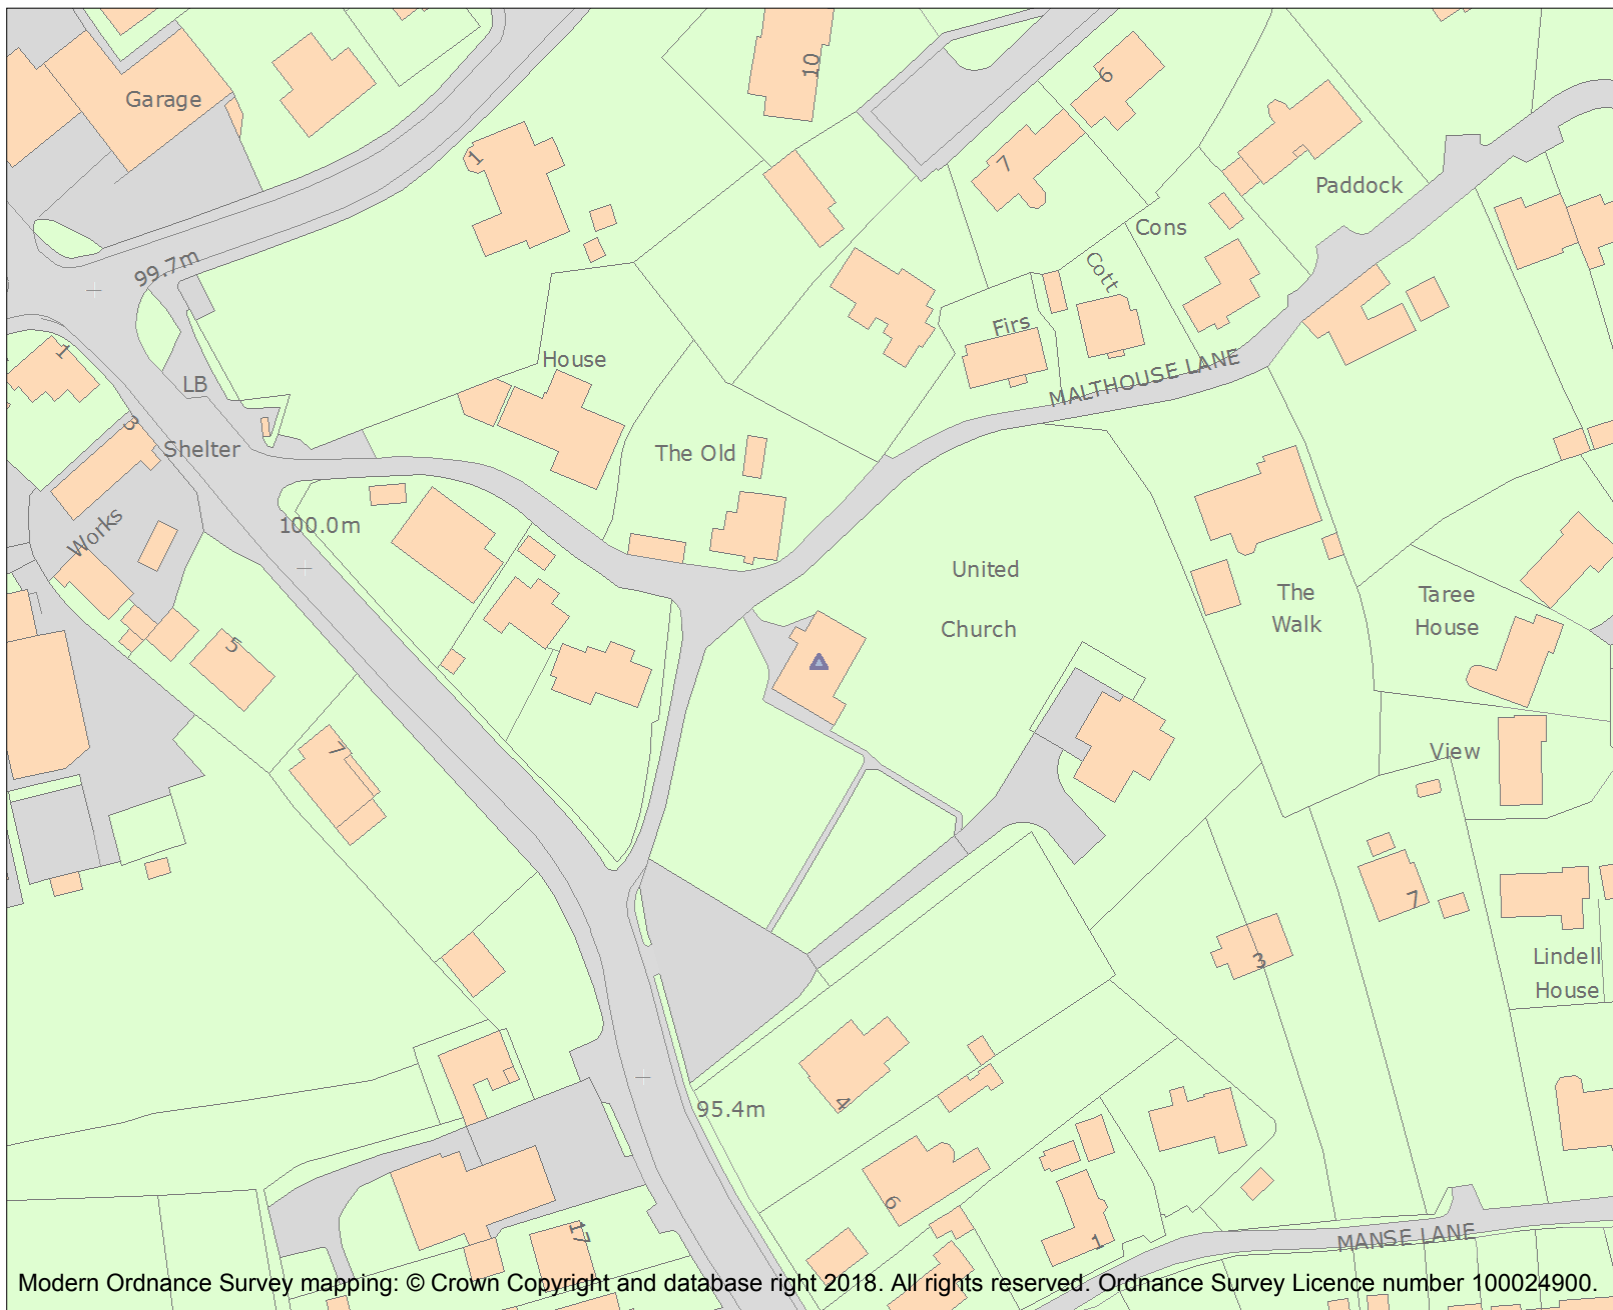 10
6
Garage
1
7
Paddock
Cons
99.7m
Cott
Firs
1
House
MALTHOUSE LANE
LB
3
Shelter
The Old
100.0m
Works
United
Church
The
Walk
Taree
House
5
7
View
7
3
Lindell
House
4
95.4m
6
17
1
MANSE LANE
Modern Ordnance Survey mapping: © Crown Copyright and database right 2018. All rights reserved. Ordnance Survey Licence number 100024900.